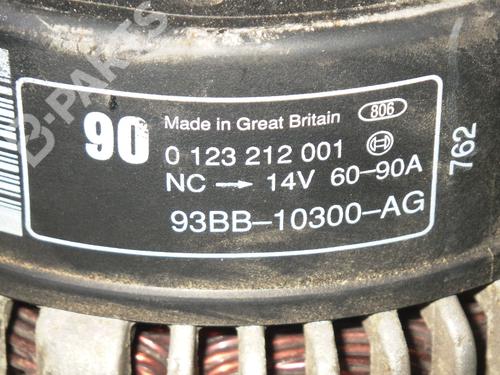 90
Made in Great Britain 806
0 123 212 001
NC → 14V 60-90A
93BB-10300-AG
762
B-PARTS